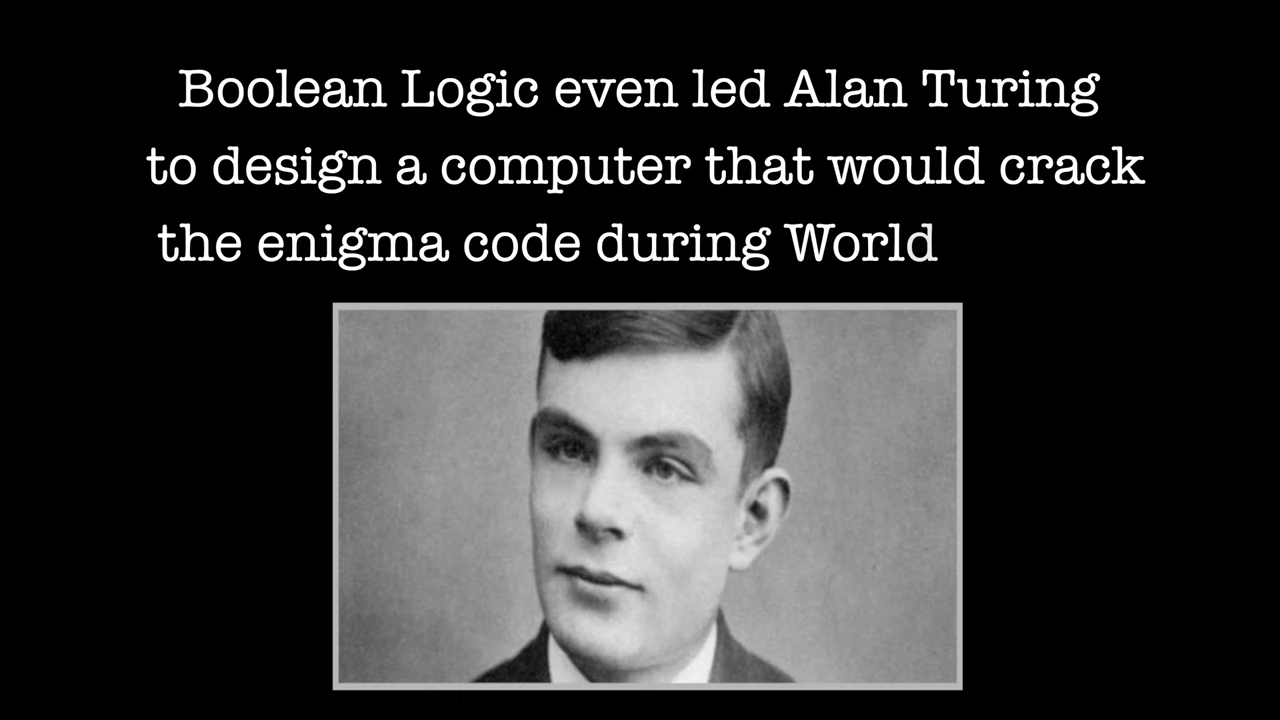 Boolean Logic even led Alan Turing
to design a computer that would crack
the enigma code during World